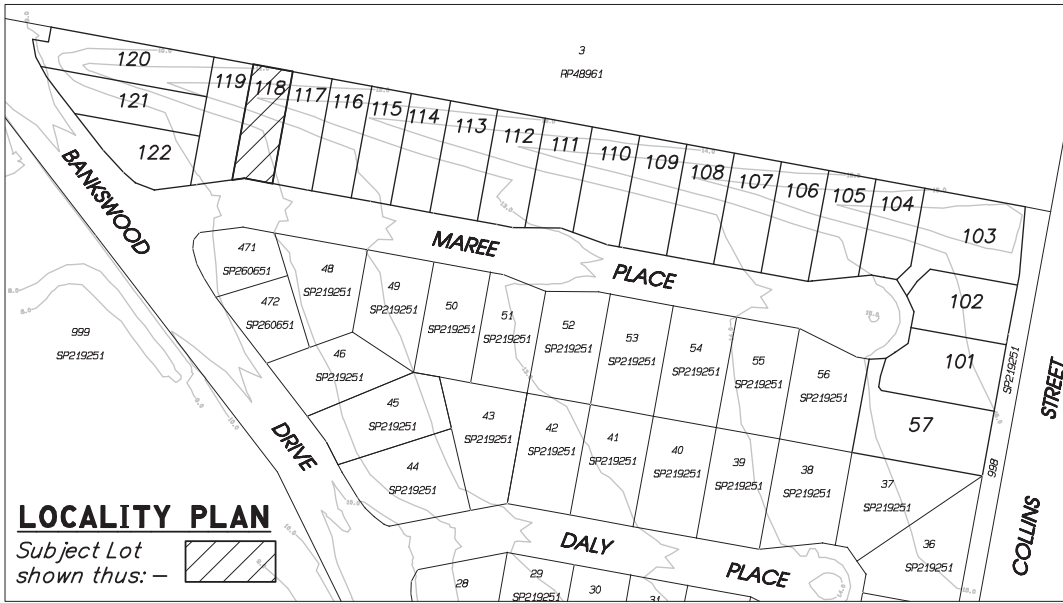 3
RP48961
120
121
122
119
118
117
116
115
114
113
112
111
110
109
108
107
106
105
104
103
102
101
57
BANKSWOOD
DRIVE
MAREE
PLACE
471
SP260651
472
SP260651
48
SP219251
49
SP219251
50
SP219251
51
SP219251
52
SP219251
53
SP219251
54
SP219251
55
SP219251
56
SP219251
46
SP219251
45
SP219251
44
SP219251
43
SP219251
42
SP219251
41
SP219251
40
SP219251
39
SP219251
38
SP219251
37
SP219251
36
SP219251
999
SP219251
SP219251
998
STREET
COLLINS
DALY
PLACE
28
29
SP219251
30
31
LOCALITY PLAN
Subject Lot
shown thus: –